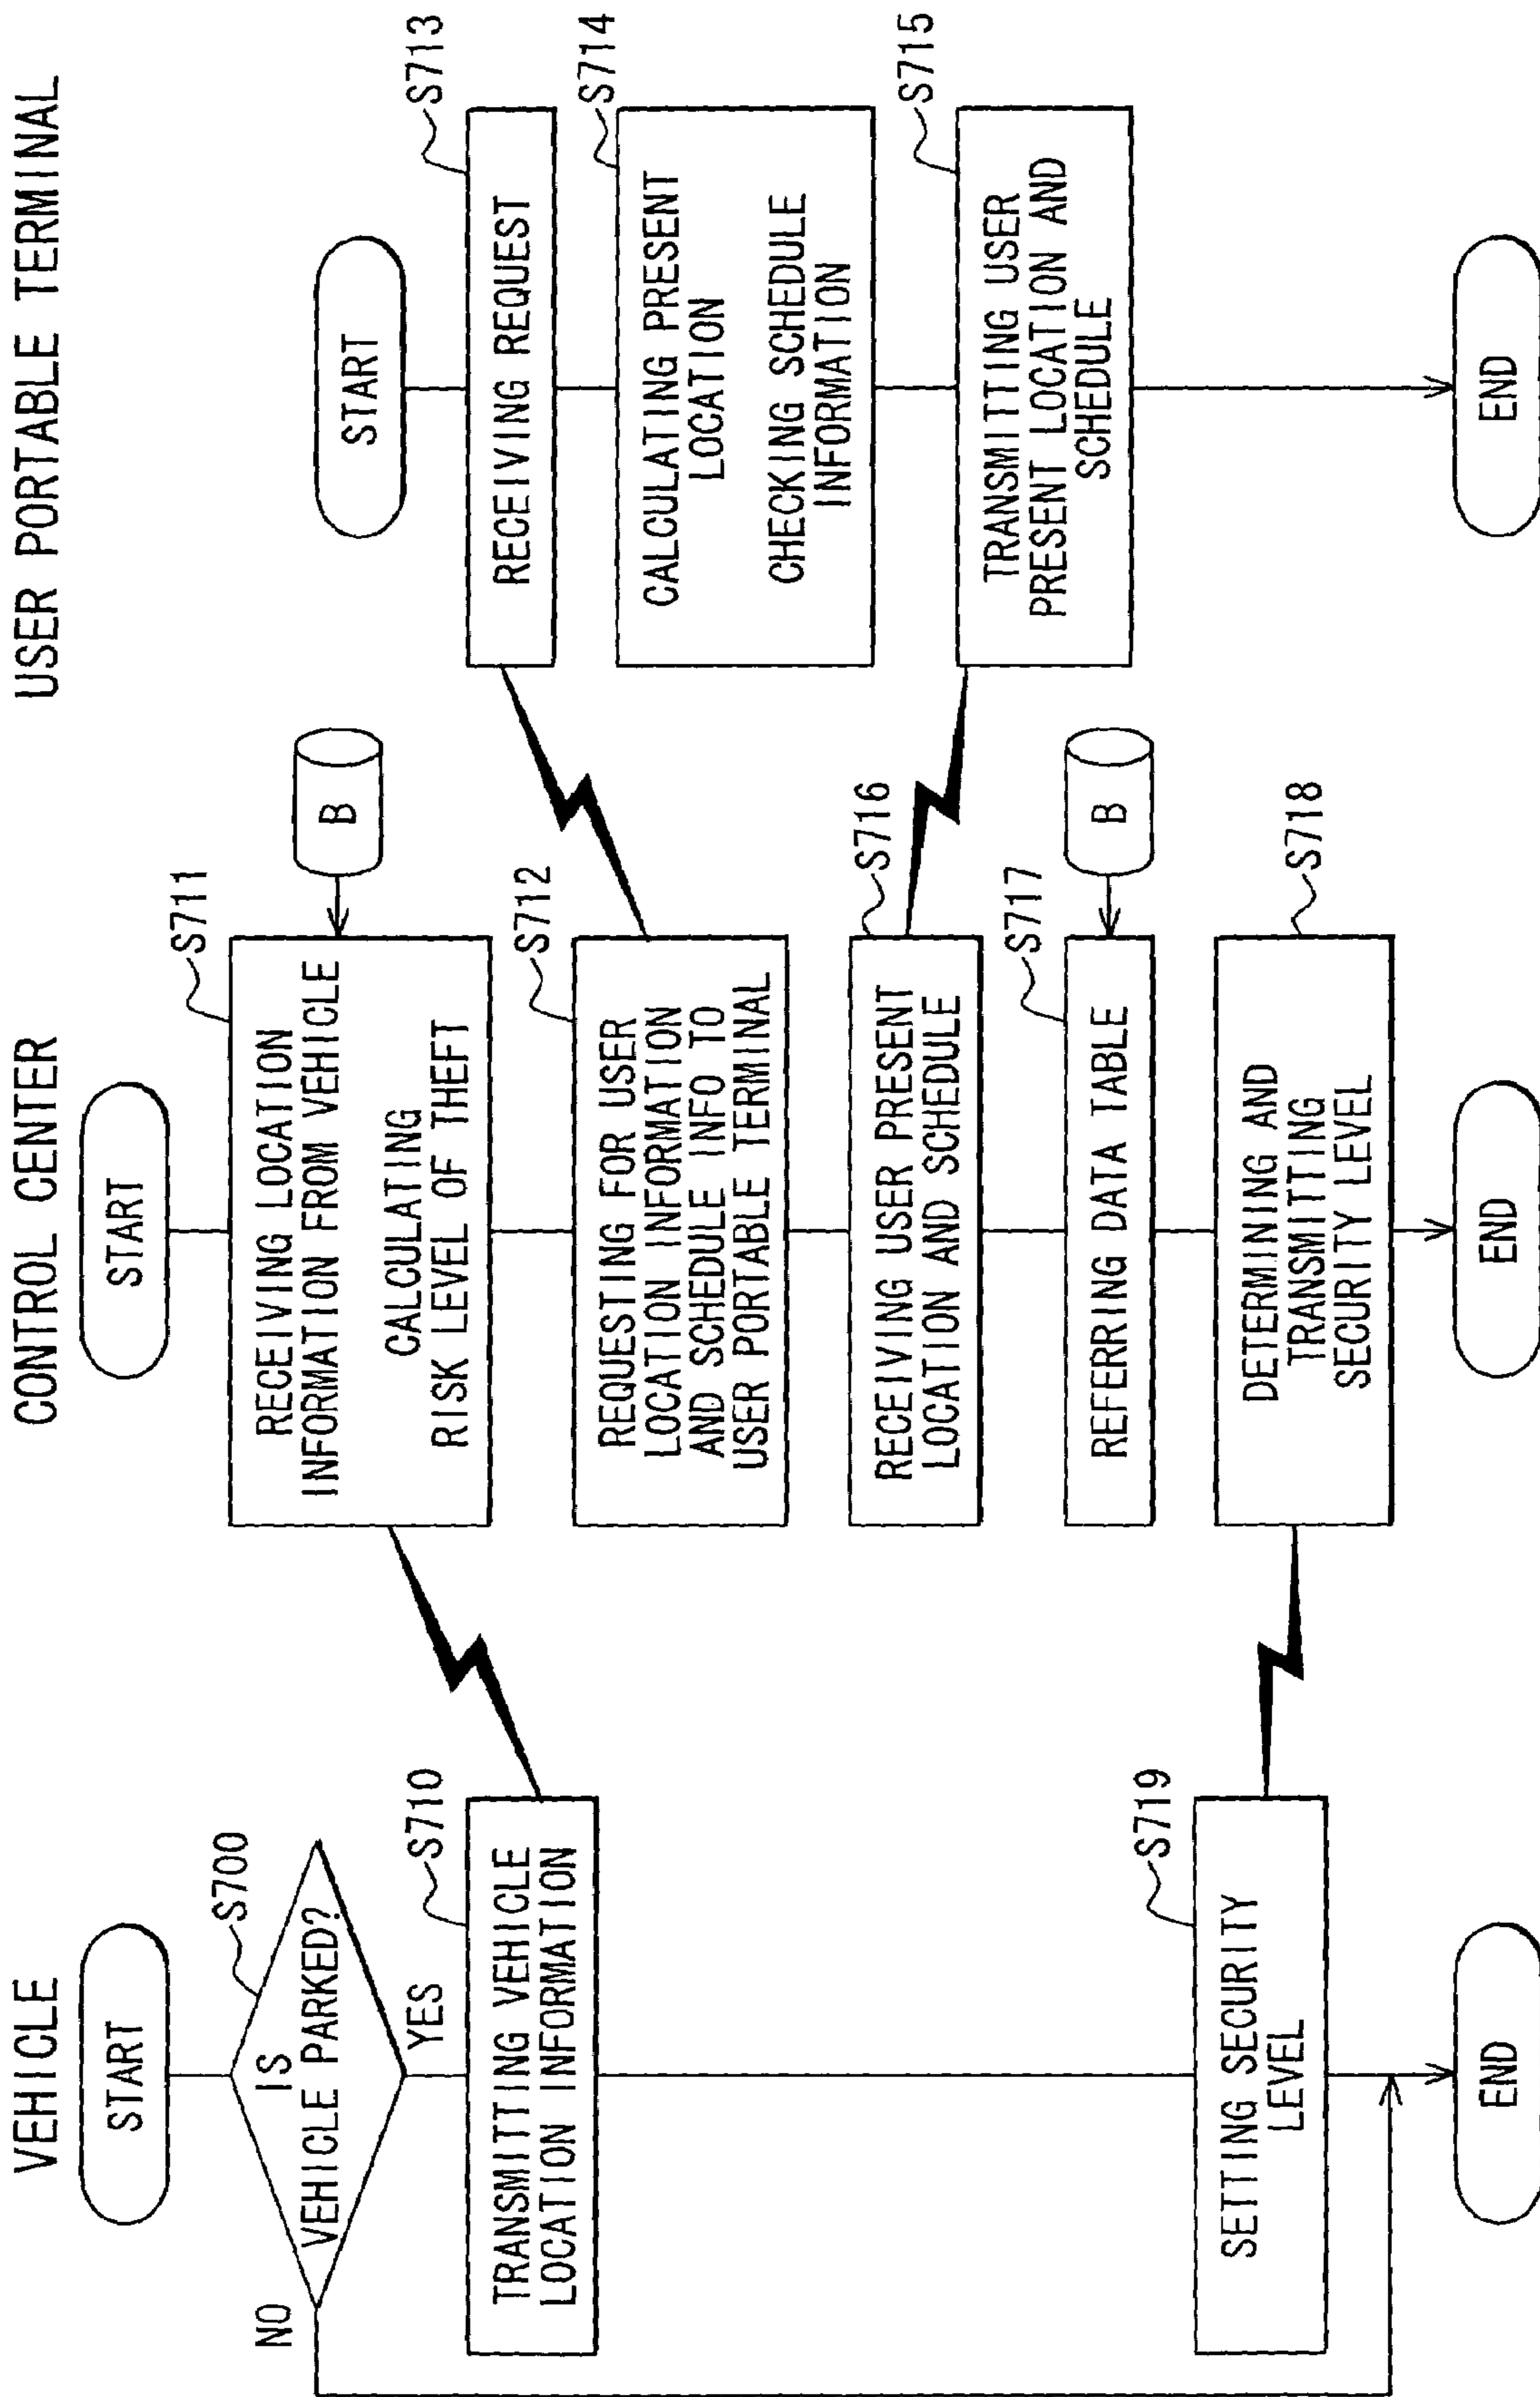 VEHICLE
START
S700
IS
VEHICLE PARKED?
NO
YES
S710
TRANSMITTING VEHICLE
LOCATION INFORMATION
S719
SETTING SECURITY
LEVEL
END
CONTROL CENTER
START
S711
RECEIVING LOCATION
INFORMATION FROM VEHICLE
CALCULATING
RISK LEVEL OF THEFT
B
S712
REQUESTING FOR USER
LOCATION INFORMATION
AND SCHEDULE INFO TO
USER PORTABLE TERMINAL
S716
RECEIVING USER PRESENT
LOCATION AND SCHEDULE
S717
REFERRING DATA TABLE
B
S718
DETERMINING AND
TRANSMITTING
SECURITY LEVEL
END
USER PORTABLE TERMINAL
START
S713
RECEIVING REQUEST
S714
CALCULATING PRESENT
LOCATION
CHECKING SCHEDULE
INFORMATION
S715
TRANSMITTING USER
PRESENT LOCATION AND
SCHEDULE
END